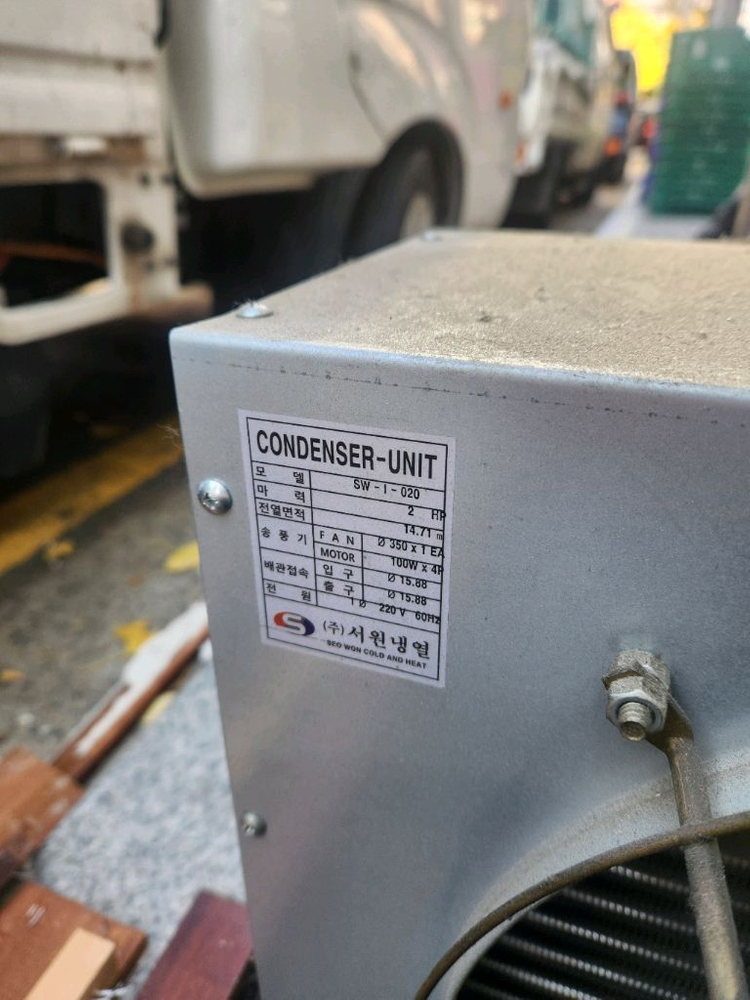 CONDENSER-UNIT
모 델 SW - I - 020
마 력 2 HP
전열면적 14.71 ㎡
송 풍 기 F A N Ø 350 x 1 EA
MOTOR 100W x 4P
배관접속 입 구 Ø 15.88
출 구 Ø 15.88
전 원 1 Ø 220 V 60Hz
S (주)서원냉열
SEO WON COLD AND HEAT